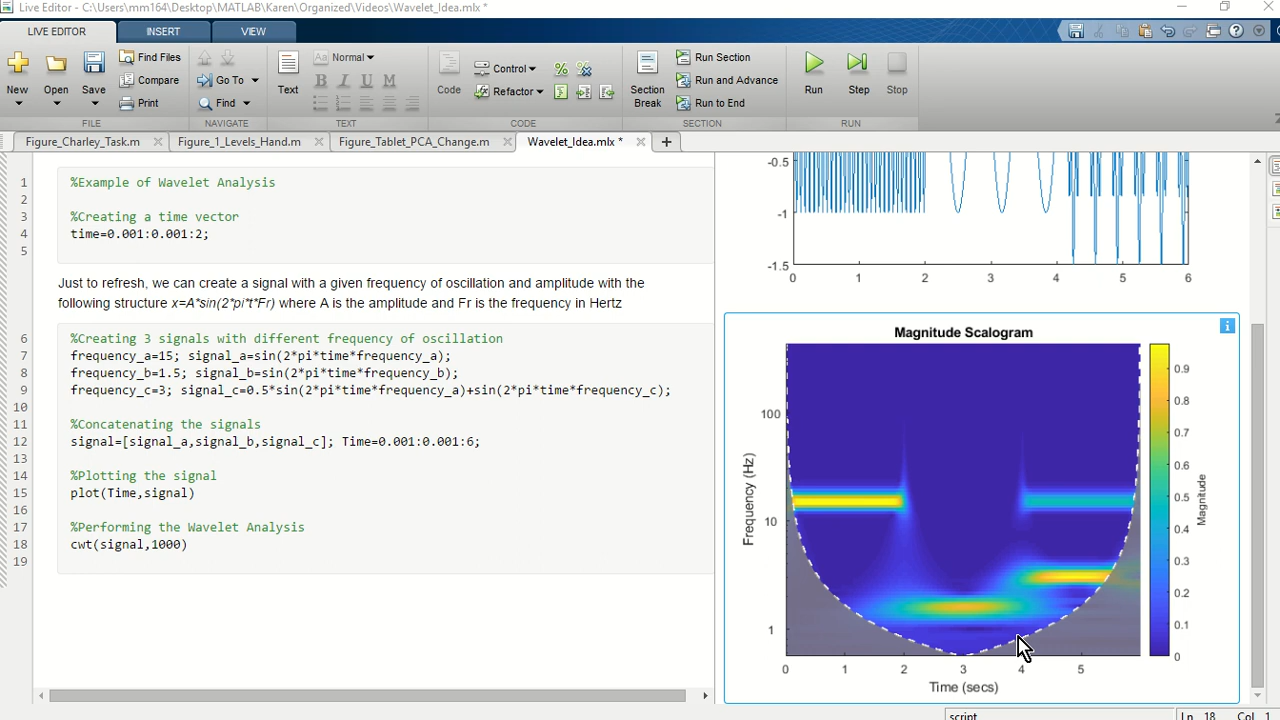 Live Editor - C:\Users\mm164\Desktop\MATLAB\Karen\Organized\Videos\Wavelet_Idea.mlx *
LIVE EDITOR INSERT VIEW
New Open Save Find Files Compare Print
Go To Find
Text Aa Normal B I U M
Code Control Refactor
Section Break Run Section Run and Advance Run to End
Run Step Stop
FILE NAVIGATE TEXT CODE SECTION RUN
Figure_Charley_Task.m Figure_1_Levels_Hand.m Figure_Tablet_PCA_Change.m Wavelet_Idea.mlx * +
1 %Example of Wavelet Analysis
2
3 %Creating a time vector
4 time=0.001:0.001:2;
5
Just to refresh, we can create a signal with a given frequency of oscillation and amplitude with the
following structure x=A*sin(2*pi*t*Fr) where A is the amplitude and Fr is the frequency in Hertz
6 %Creating 3 signals with different frequency of oscillation
7 frequency_a=15; signal_a=sin(2*pi*time*frequency_a);
8 frequency_b=1.5; signal_b=sin(2*pi*time*frequency_b);
9 frequency_c=3; signal_c=0.5*sin(2*pi*time*frequency_a)+sin(2*pi*time*frequency_c);
10
11 %Concatenating the signals
12 signal=[signal_a,signal_b,signal_c]; Time=0.001:0.001:6;
13
14 %Plotting the signal
15 plot(Time,signal)
16
17 %Performing the Wavelet Analysis
18 cwt(signal,1000)
19
-0.5
-1
-1.5
0 1 2 3 4 5 6
Magnitude Scalogram
Frequency (Hz)
100
10
1
0 1 2 3 4 5
Time (secs)
0.9
0.8
0.7
0.6
0.5
0.4
0.3
0.2
0.1
0
Magnitude
script Ln 18 Col 1